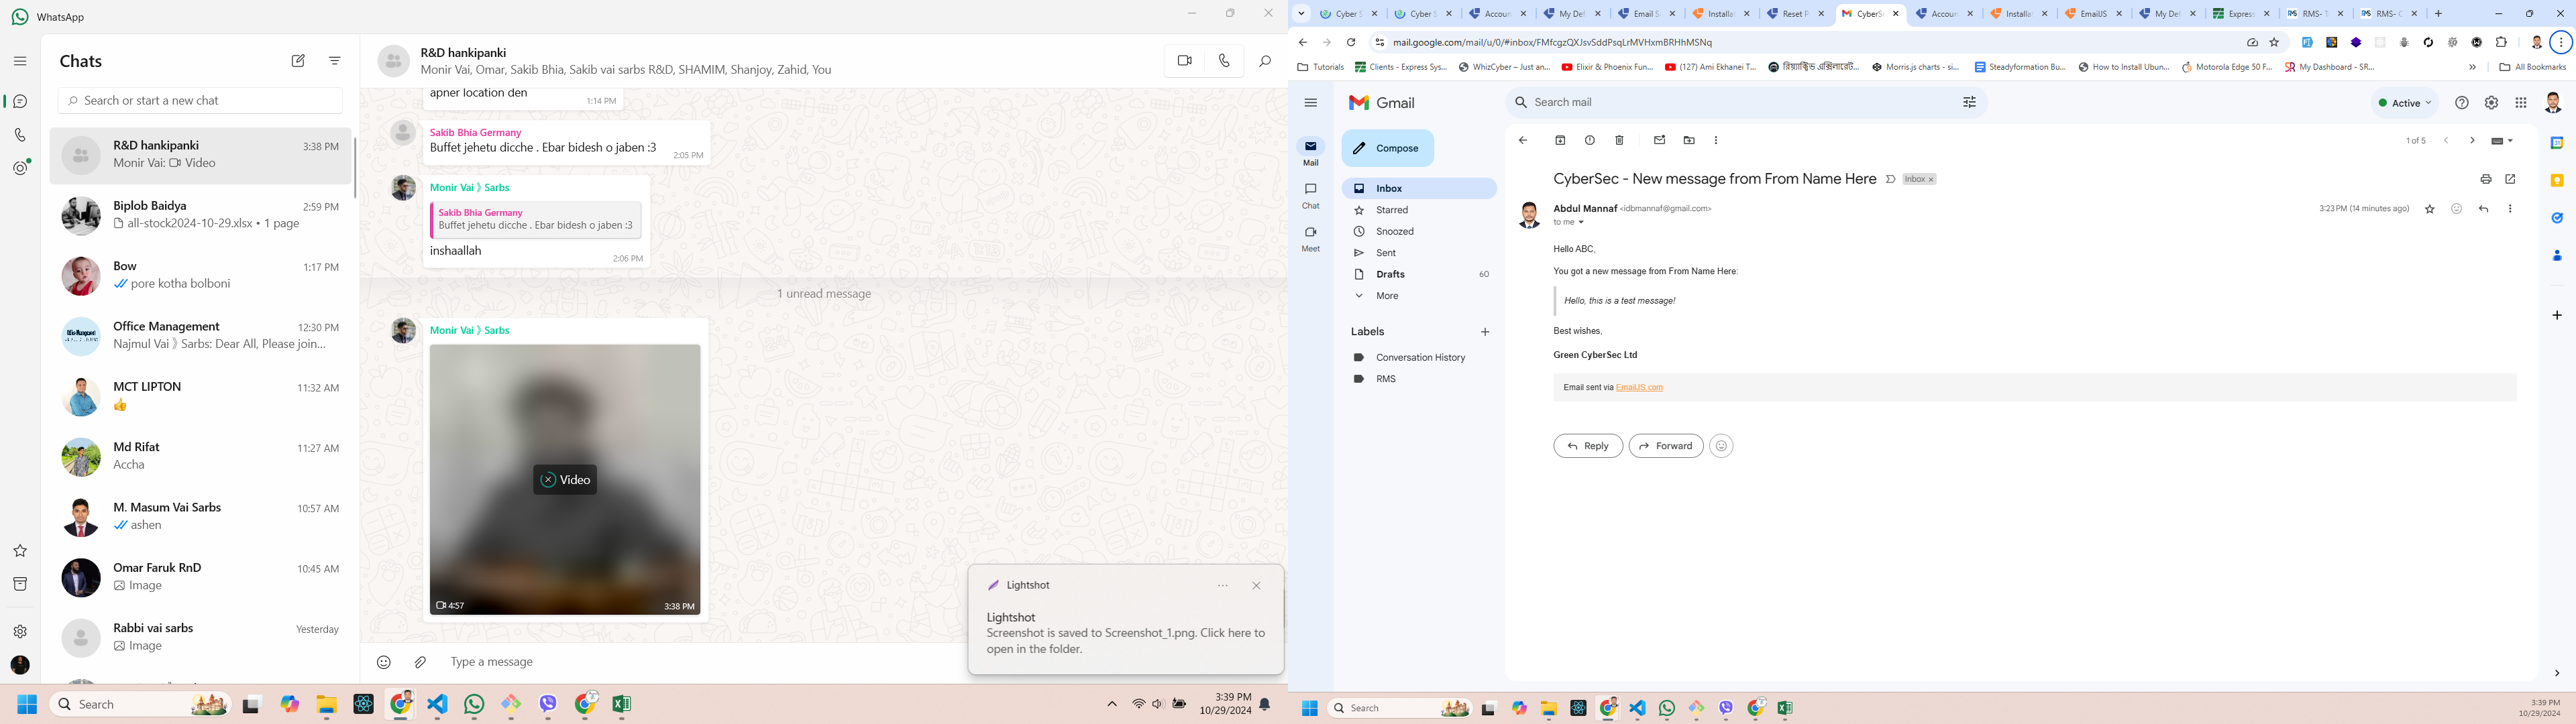 WhatsApp
Chats
Search or start a new chat
R&D hankipanki
3:38 PM
Monir Vai: Video
Biplob Baidya
2:59 PM
all-stock2024-10-29.xlsx • 1 page
Bow
1:17 PM
pore kotha bolboni
Office Management
12:30 PM
Najmul Vai 》Sarbs: Dear All, Please join...
MCT LIPTON
11:32 AM
👍
Md Rifat
11:27 AM
Accha
M. Masum Vai Sarbs
10:57 AM
ashen
Omar Faruk RnD
10:45 AM
Image
Rabbi vai sarbs
Yesterday
Image
R&D hankipanki
Monir Vai, Omar, Sakib Bhia, Sakib vai sarbs R&D, SHAMIM, Shanjoy, Zahid, You
apner location den
1:14 PM
Sakib Bhia Germany
Buffet jehetu dicche . Ebar bidesh o jaben :3
2:05 PM
Monir Vai 》Sarbs
Sakib Bhia Germany
Buffet jehetu dicche . Ebar bidesh o jaben :3
inshaallah
2:06 PM
1 unread message
Monir Vai 》Sarbs
Video
4:57
3:38 PM
Type a message
Lightshot
Lightshot
Screenshot is saved to Screenshot_1.png. Click here to
open in the folder.
Search
3:39 PM
10/29/2024
Cyber S
Cyber S
Accoun
My Def
Email S
Installa
Reset P
CyberSe
Accoun
Installa
EmailJS
My Def
Express
RMS- T
RMS- C
mail.google.com/mail/u/0/#inbox/FMfcgzQXJsvSddPsqLrMVHxmBRHhMSNq
Tutorials
Clients - Express Sys...
WhizCyber – Just an...
Elixir & Phoenix Fun...
(127) Ami Ekhanei T...
রিয়্যাক্টিভ এক্সিলারেট...
Morris.js charts - si...
Steadyformation Bu...
How to Install Ubun...
Motorola Edge 50 F...
My Dashboard - SR...
All Bookmarks
Gmail
Search mail
Active
Mail
Chat
Meet
Compose
Inbox
Starred
Snoozed
Sent
Drafts
60
More
Labels
Conversation History
RMS
1 of 5
CyberSec - New message from From Name Here
Inbox ×
Abdul Mannaf <idbmannaf@gmail.com>
3:23 PM (14 minutes ago)
to me
Hello ABC,
You got a new message from From Name Here:
Hello, this is a test message!
Best wishes,
Green CyberSec Ltd
Email sent via EmailJS.com
Reply
Forward
Search
3:39 PM
10/29/2024